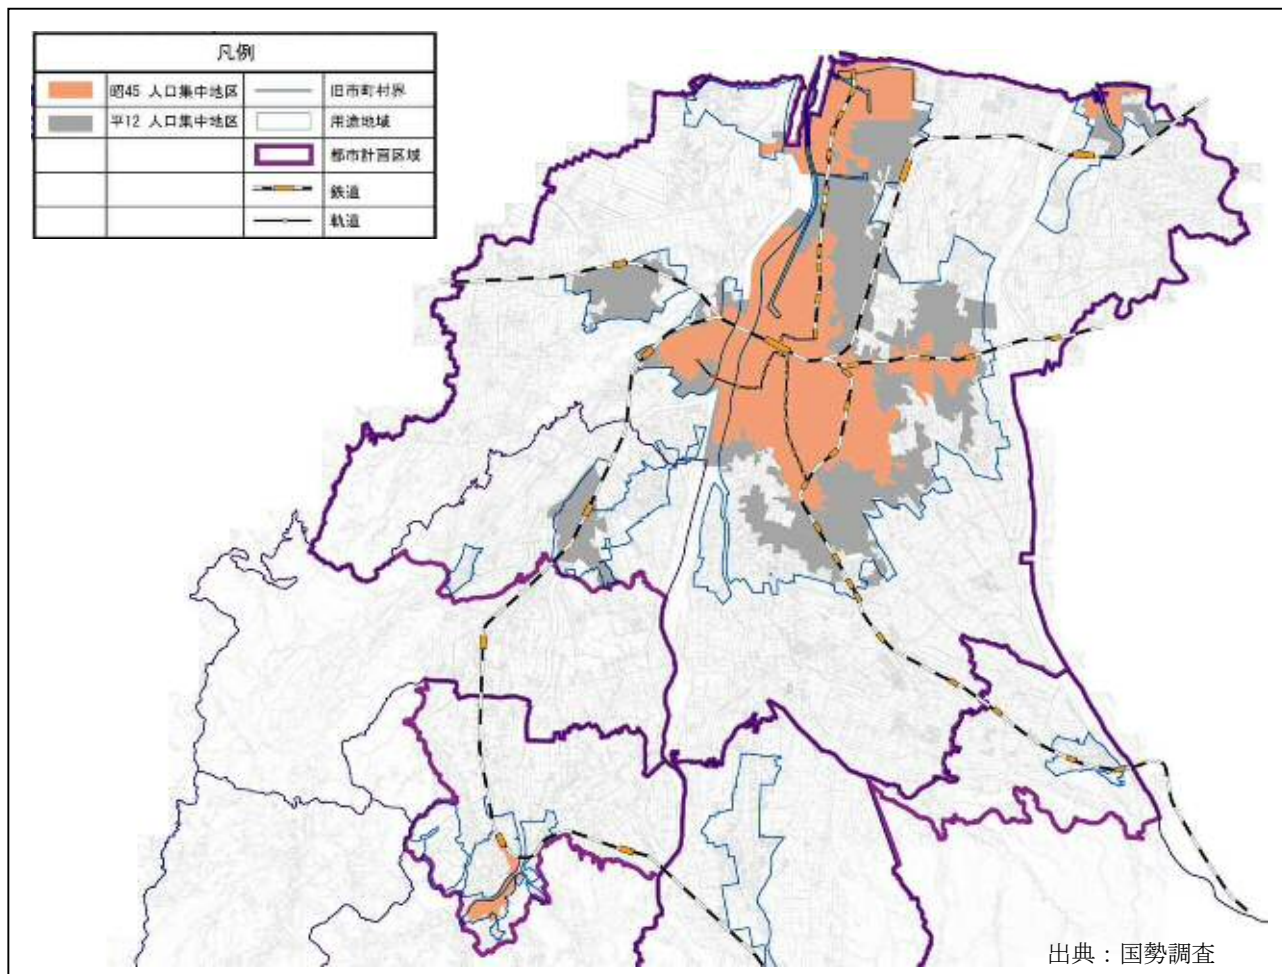 凡例
昭45 人口集中地区 旧市町村界
平12 人口集中地区 用途地域
都市計画区域
鉄道
軌道
出典：国勢調査